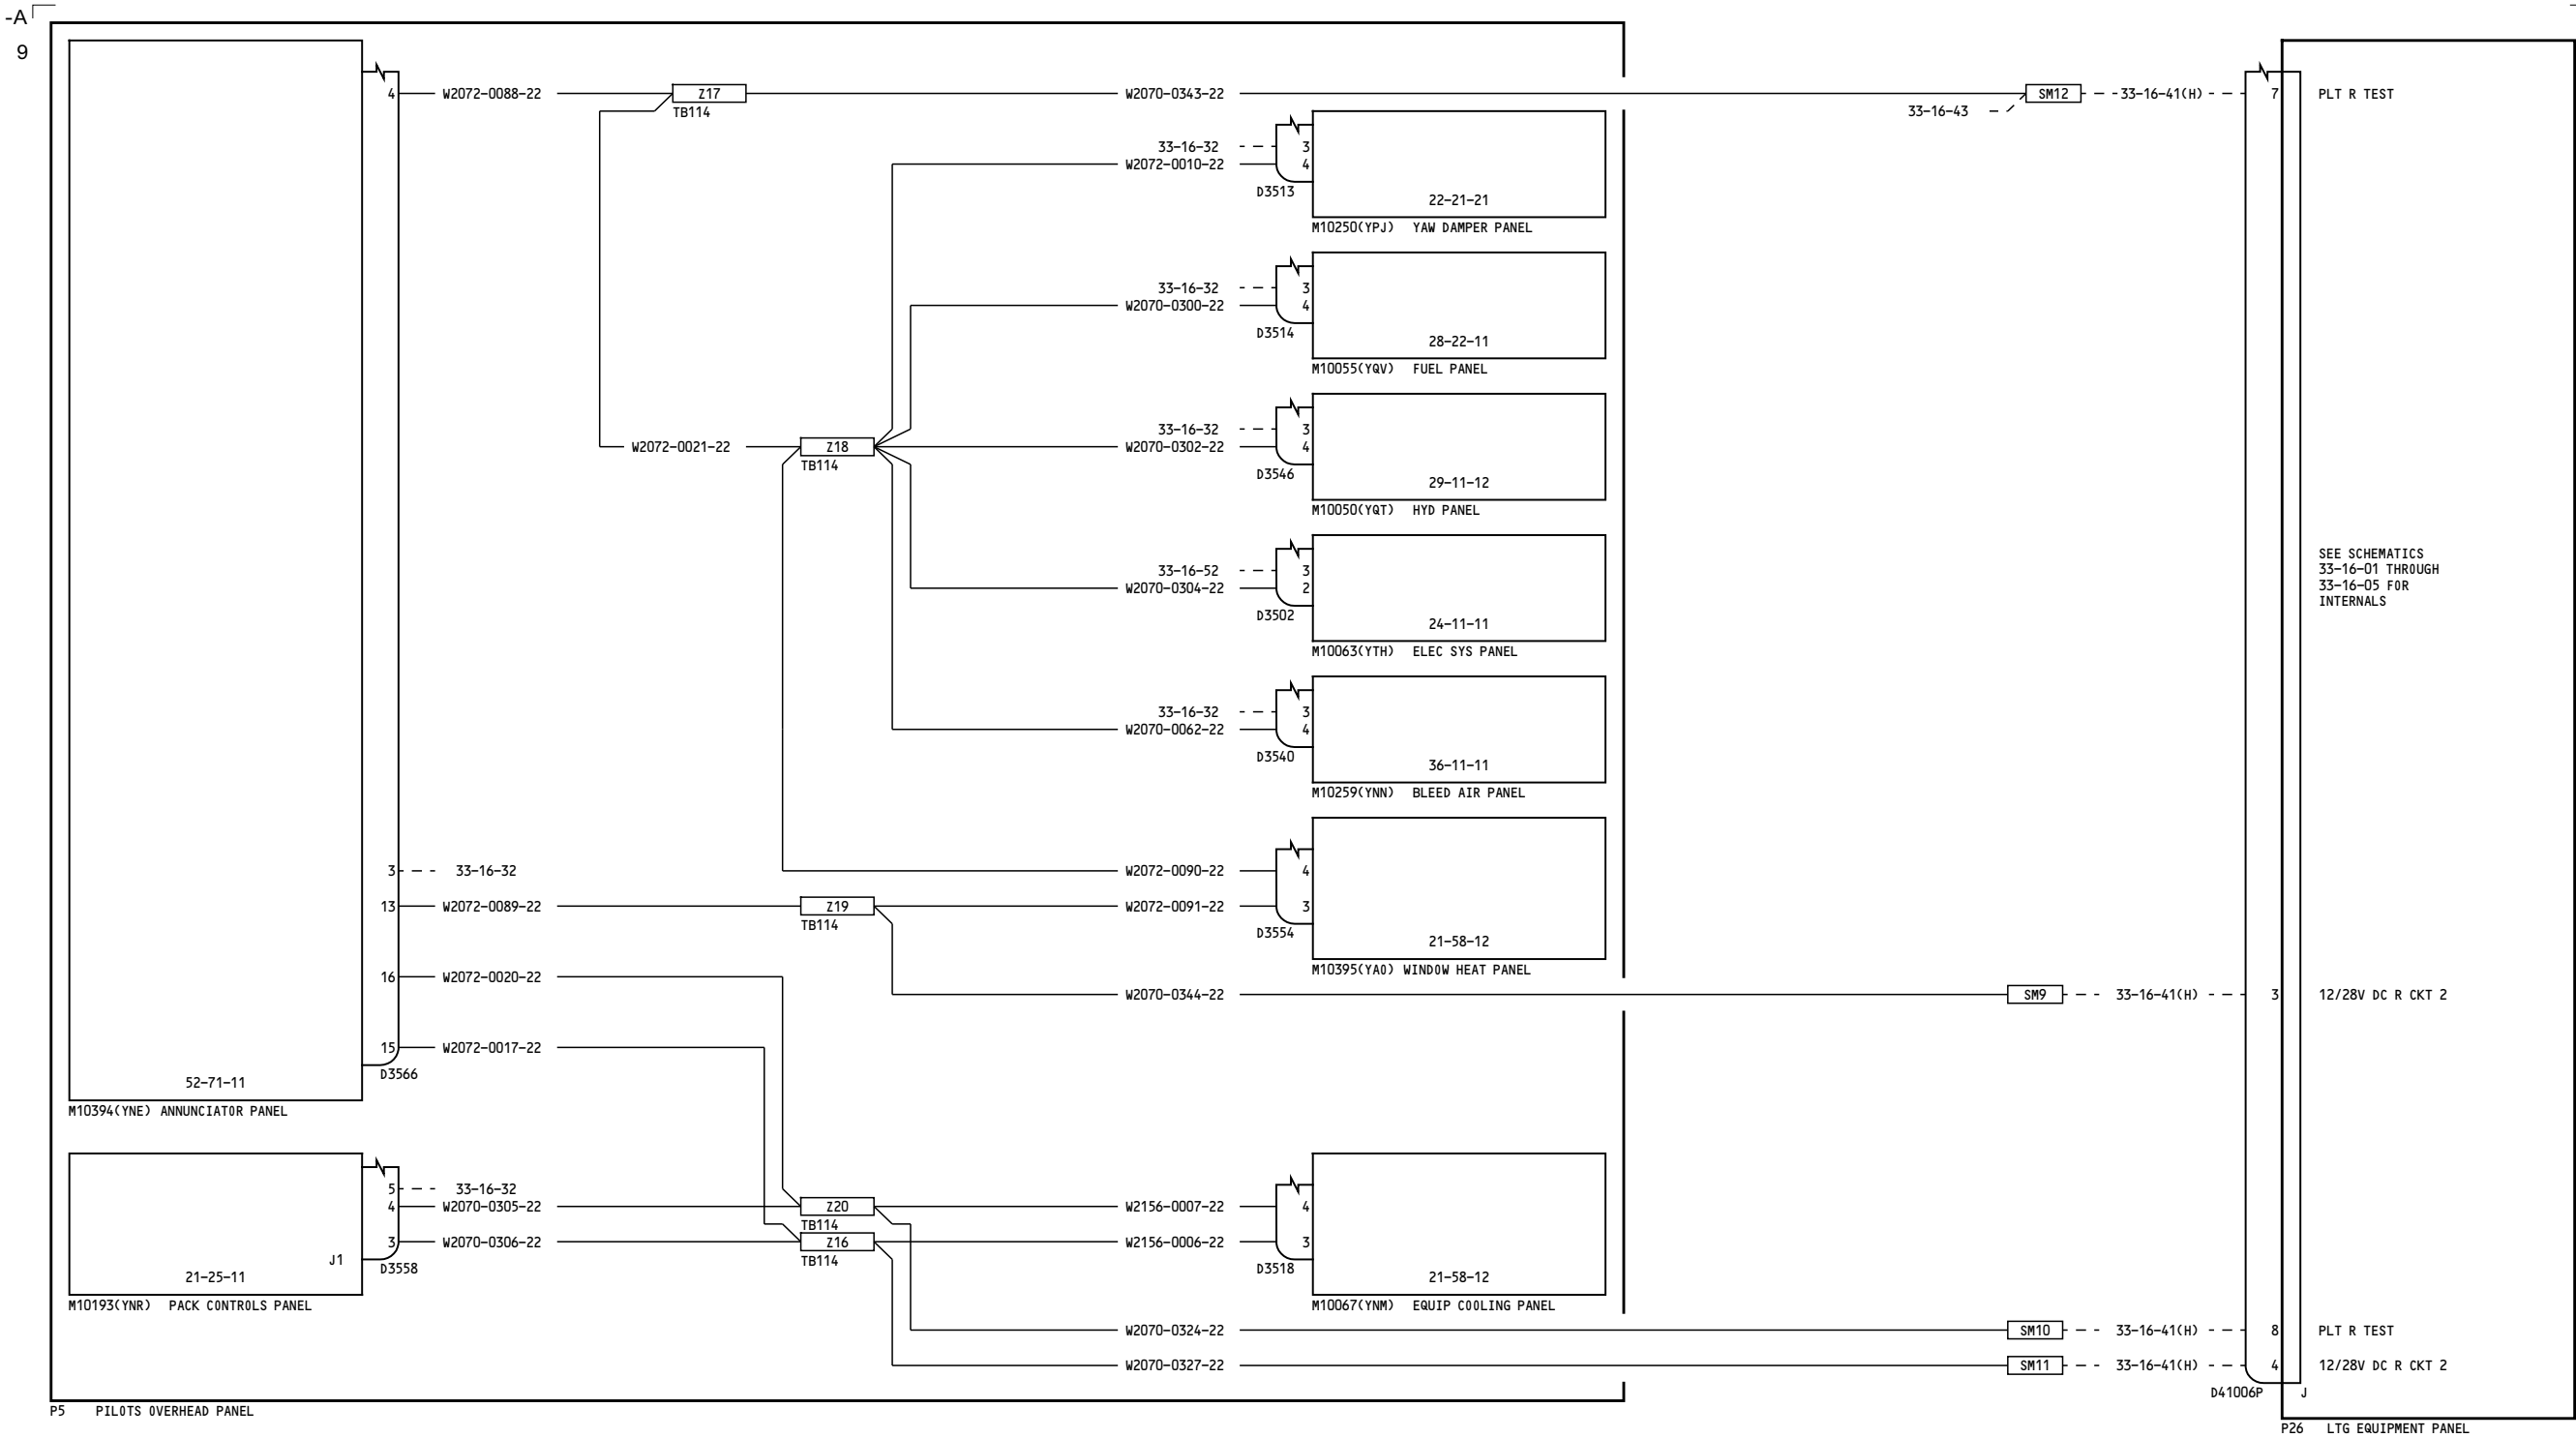 -A
9
4 W2072-0088-22 Z17 W2070-0343-22 SM12 33-16-41(H) 7 PLT R TEST
TB114
33-16-43
33-16-32 3
W2072-0010-22 4
D3513
22-21-21
M10250(YPJ) YAW DAMPER PANEL
33-16-32 3
W2070-0300-22 4
D3514
28-22-11
M10055(YQV) FUEL PANEL
33-16-32 3
W2072-0021-22 Z18 W2070-0302-22 4
TB114
D3546
29-11-12
M10050(YQT) HYD PANEL
SEE SCHEMATICS
33-16-01 THROUGH
33-16-05 FOR
INTERNALS
33-16-52 3
W2070-0304-22 2
D3502
24-11-11
M10063(YTH) ELEC SYS PANEL
33-16-32 3
W2070-0062-22 4
D3540
36-11-11
M10259(YNN) BLEED AIR PANEL
3 33-16-32 W2072-0090-22 4
13 W2072-0089-22 Z19 W2072-0091-22 3
TB114
D3554
21-58-12
M10395(YAO) WINDOW HEAT PANEL
16 W2072-0020-22
W2070-0344-22 SM9 33-16-41(H) 3 12/28V DC R CKT 2
15 W2072-0017-22
D3566
52-71-11
M10394(YNE) ANNUNCIATOR PANEL
5 33-16-32
4 W2070-0305-22 Z20 W2156-0007-22 4
TB114
3 W2070-0306-22 Z16 W2156-0006-22 3
TB114
J1
D3558
D3518
21-25-11
21-58-12
M10193(YNR) PACK CONTROLS PANEL
M10067(YNM) EQUIP COOLING PANEL
W2070-0324-22 SM10 33-16-41(H) 8 PLT R TEST
W2070-0327-22 SM11 33-16-41(H) 4 12/28V DC R CKT 2
D41006P J
P5 PILOTS OVERHEAD PANEL
P26 LTG EQUIPMENT PANEL